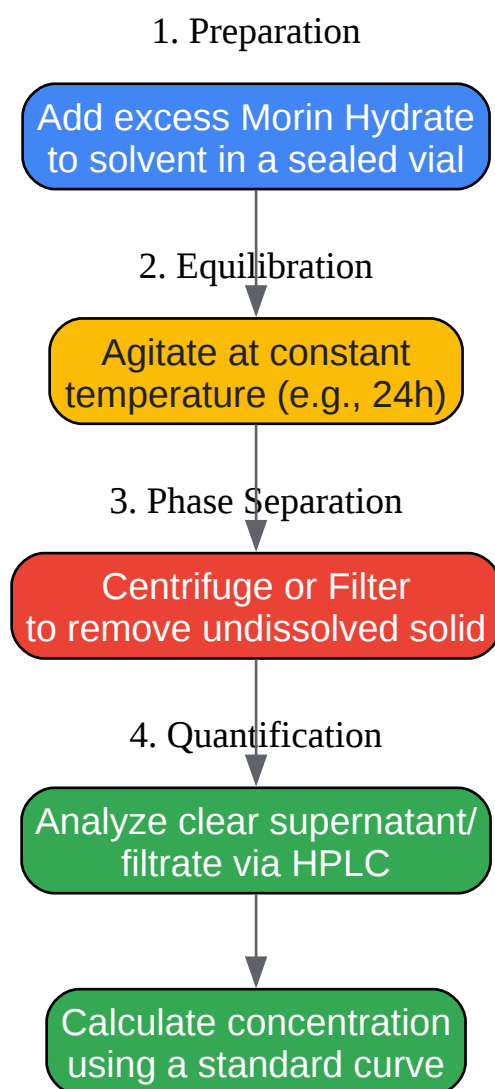 1. Preparation
Add excess Morin Hydrate
to solvent in a sealed vial
2. Equilibration
Agitate at constant
temperature (e.g., 24h)
3. Phase Separation
Centrifuge or Filter
to remove undissolved solid
4. Quantification
Analyze clear supernatant/
filtrate via HPLC
Calculate concentration
using a standard curve